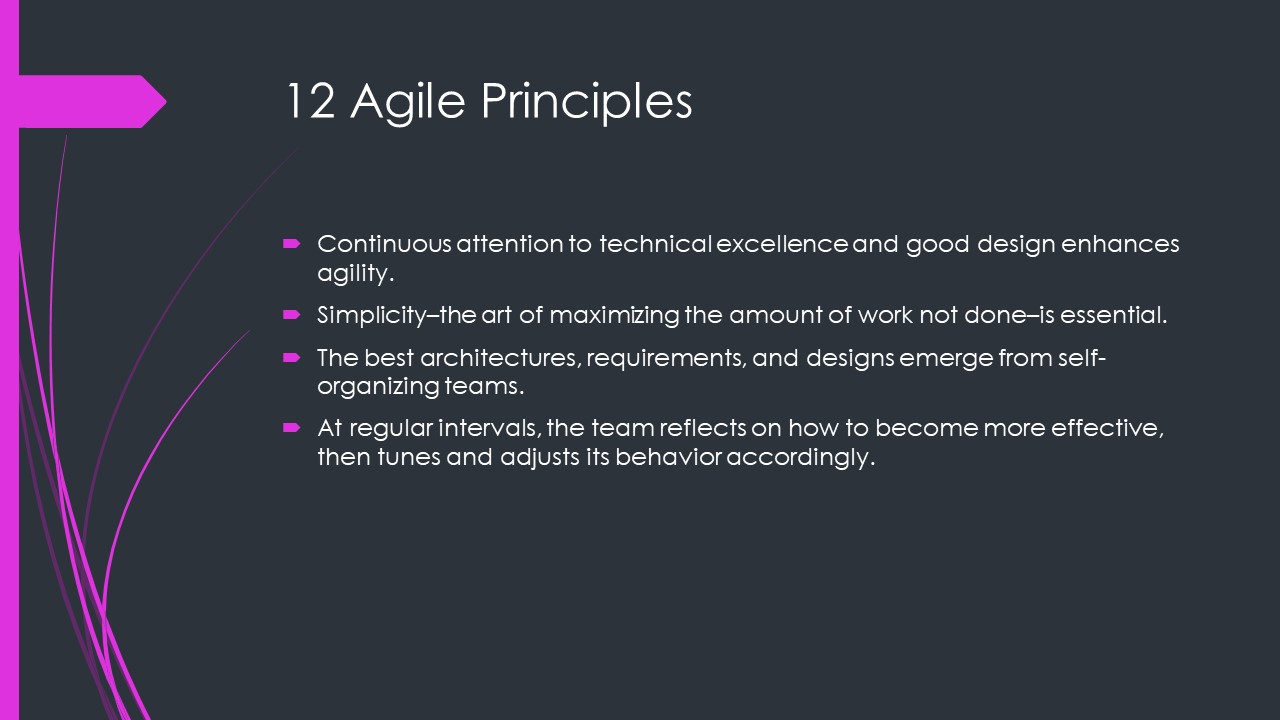 12 Agile Principles
Continuous attention to technical excellence and good design enhances
agility.
Simplicity–the art of maximizing the amount of work not done–is essential.
The best architectures, requirements, and designs emerge from self-
organizing teams.
At regular intervals, the team reflects on how to become more effective,
then tunes and adjusts its behavior accordingly.